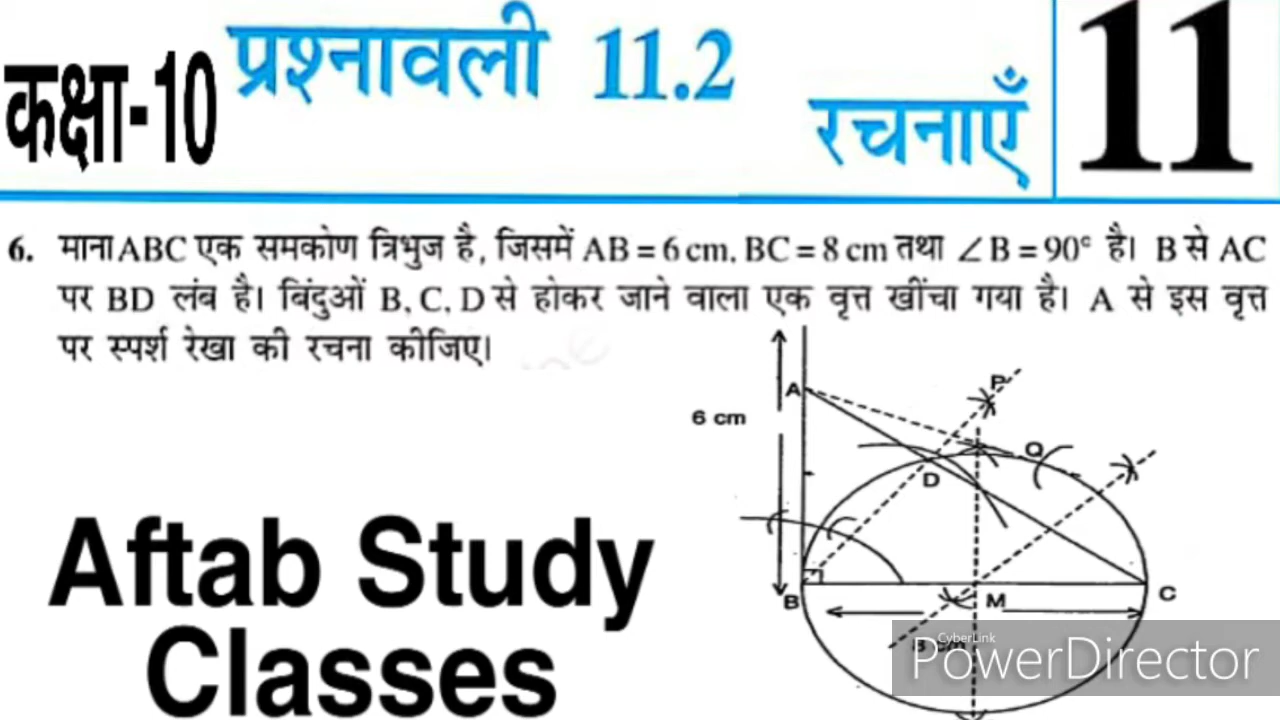 कक्षा-10
प्रश्नावली 11.2
रचनाएँ
11
6. माना ABC एक समकोण त्रिभुज है, जिसमें AB = 6 cm, BC = 8 cm तथा ∠B = 90° है। B से AC
पर BD लंब है। बिंदुओं B, C, D से होकर जाने वाला एक वृत्त खींचा गया है। A से इस वृत्त
पर स्पर्श रेखा की रचना कीजिए।
P
A
6 cm
Q
D
B
M
C
8 cm
Aftab Study
Classes
CyberLink
PowerDirector